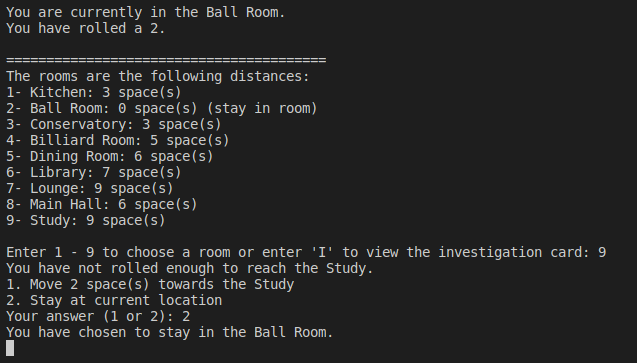 You are currently in the Ball Room.
You have rolled a 2.
========================================
The rooms are the following distances:
1- Kitchen: 3 space(s)
2- Ball Room: 0 space(s) (stay in room)
3- Conservatory: 3 space(s)
4- Billiard Room: 5 space(s)
5- Dining Room: 6 space(s)
6- Library: 7 space(s)
7- Lounge: 9 space(s)
8- Main Hall: 6 space(s)
9- Study: 9 space(s)
Enter 1 - 9 to choose a room or enter 'I' to view the investigation card: 9
You have not rolled enough to reach the Study.
1. Move 2 space(s) towards the Study
2. Stay at current location
Your answer (1 or 2): 2
You have chosen to stay in the Ball Room.